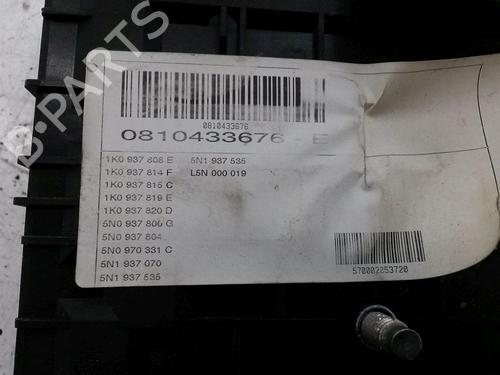 B-PARTS
0810433676
0810433676 E
1K0 937 808 E 5N1 937 535
1K0 937 814 F L5N 000 019
1K0 937 815 C
1K0 937 819 E
1K0 937 820 D
5N0 937 800 G
5N0 937 804
5N0 970 331 C
5N1 937 070
5N1 937 535
570002053720